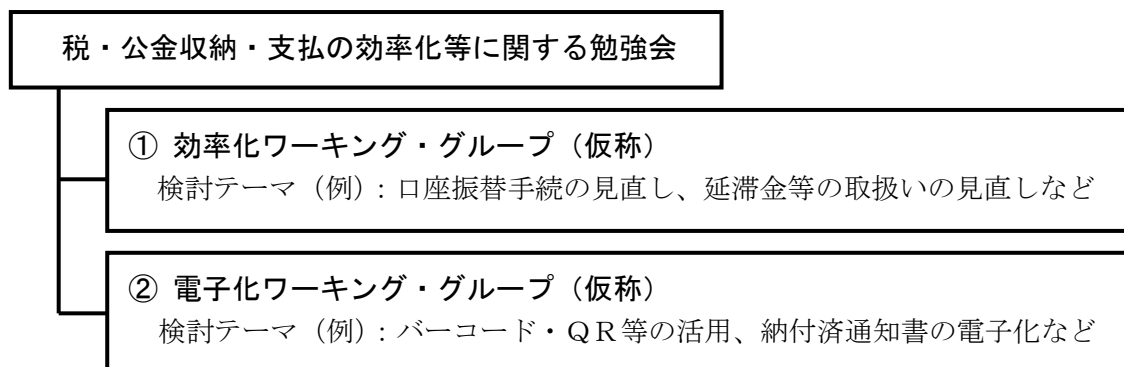 税・公金収納・支払の効率化等に関する勉強会
① 効率化ワーキング・グループ（仮称）
検討テーマ（例）：口座振替手続の見直し、延滞金等の取扱いの見直しなど
② 電子化ワーキング・グループ（仮称）
検討テーマ（例）：バーコード・ＱＲ等の活用、納付済通知書の電子化など